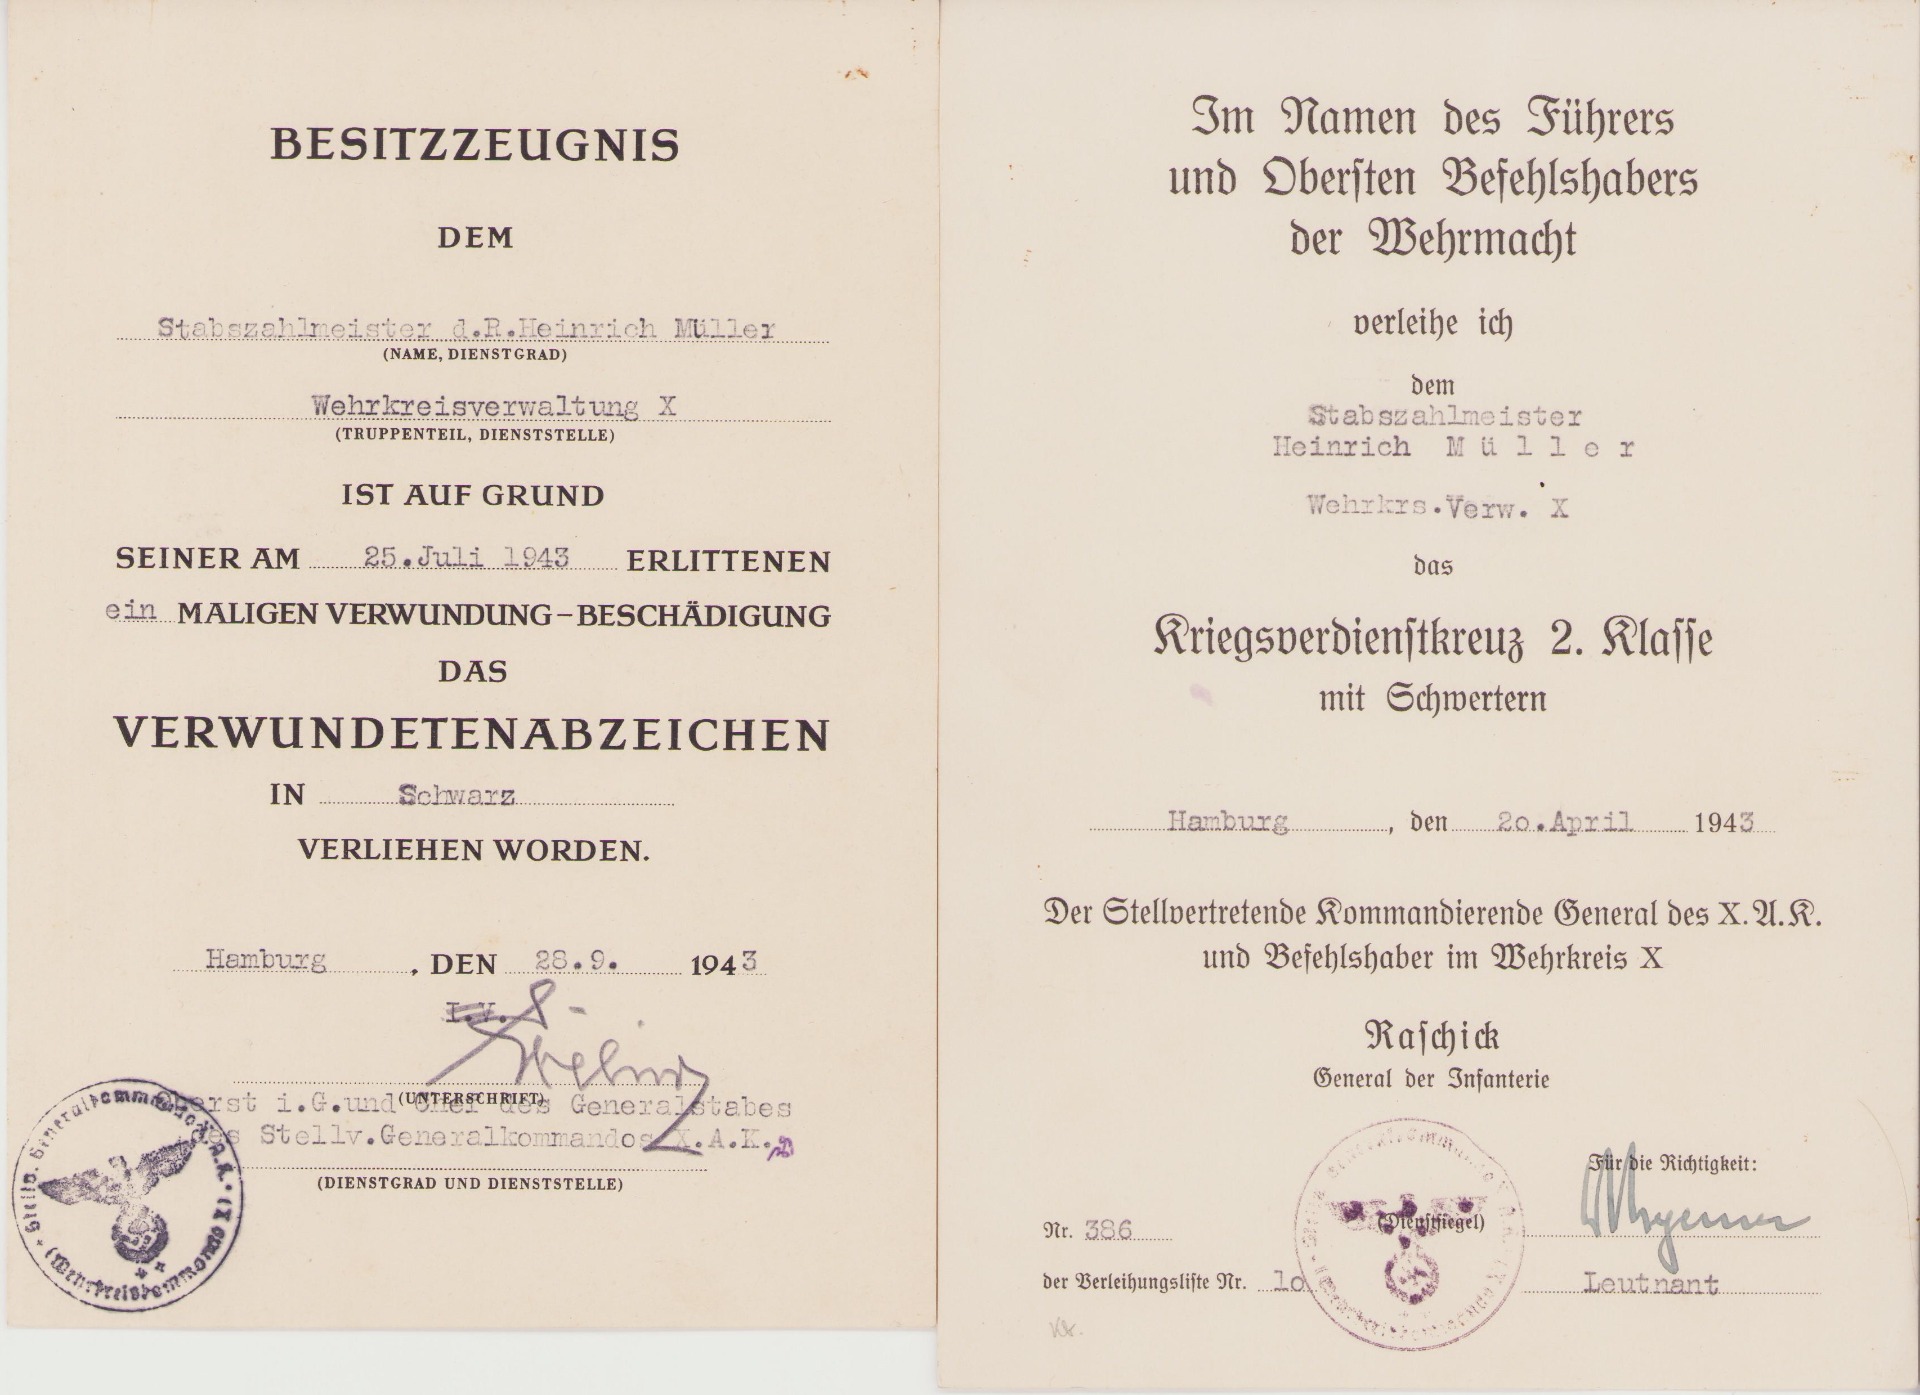 BESITZZEUGNIS
DEM
Stabszahlmeister d.R.Heinrich Müller
(NAME, DIENSTGRAD)
Wehrkreisverwaltung X
(TRUPPENTEIL, DIENSTSTELLE)
IST AUF GRUND
SEINER AM 25.Juli 1943 ERLITTENEN
ein MALIGEN VERWUNDUNG – BESCHÄDIGUNG
DAS
VERWUNDETENABZEICHEN
IN Schwarz
VERLIEHEN WORDEN.
Hamburg, DEN 28.9. 1943
I.V.
(UNTERSCHRIFT)
Oberst i.G.und Chef des Generalstabes
des Stellv.Generalkommandos X.A.K.
(DIENSTGRAD UND DIENSTSTELLE)
Stellv. Generalkommando X. A.K. (Wehrkreiskommando X)
Im Namen des Führers
und Obersten Befehlshabers
der Wehrmacht
verleihe ich
dem
Stabszahlmeister
Heinrich M ü l l e r
Wehrkrs.Verw. X
das
Kriegsverdienstkreuz 2. Klasse
mit Schwertern
Hamburg, den 20.April 1943
Der Stellvertretende Kommandierende General des X. A. K.
und Befehlshaber im Wehrkreis X
Raschick
General der Infanterie
Für die Richtigkeit:
(Dienstsiegel)
Nr. 386
der Verleihungsliste Nr. 10
Leutnant